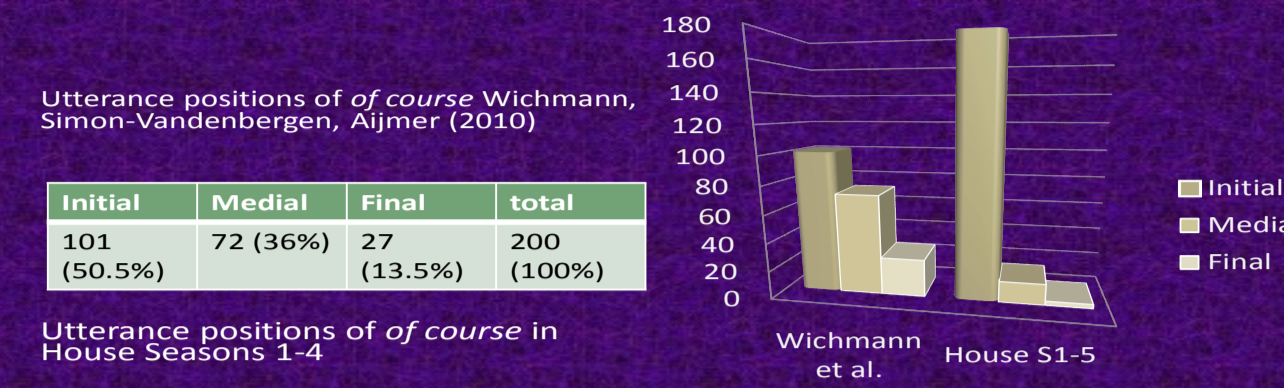 Utterance positions of of course Wichmann,
Simon-Vandenbergen, Aijmer (2010)
Initial Medial Final total
101 (50.5%) 72 (36%) 27 (13.5%) 200 (100%)
Utterance positions of of course in
House Seasons 1-4
180
160
140
120
100
80
60
40
20
0
Wichmann
et al.
House S1-5
Initial
Media
Final